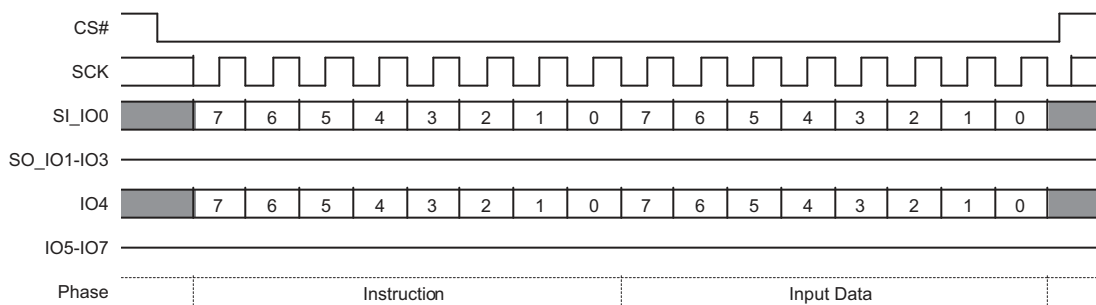 CS#
SCK
SI_IO0 7 6 5 4 3 2 1 0 7 6 5 4 3 2 1 0
SO_IO1-IO3
IO4 7 6 5 4 3 2 1 0 7 6 5 4 3 2 1 0
IO5-IO7
Phase Instruction Input Data